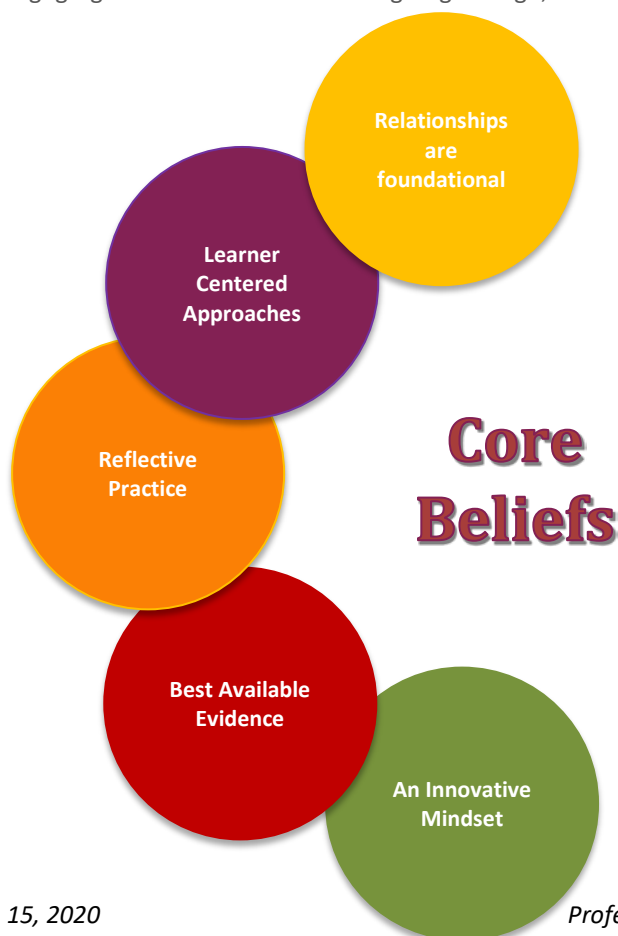 Relationships
are
foundational
Learner
Centered
Approaches
Reflective
Practice
Core
Beliefs
Best Available
Evidence
An Innovative
Mindset
15, 2020